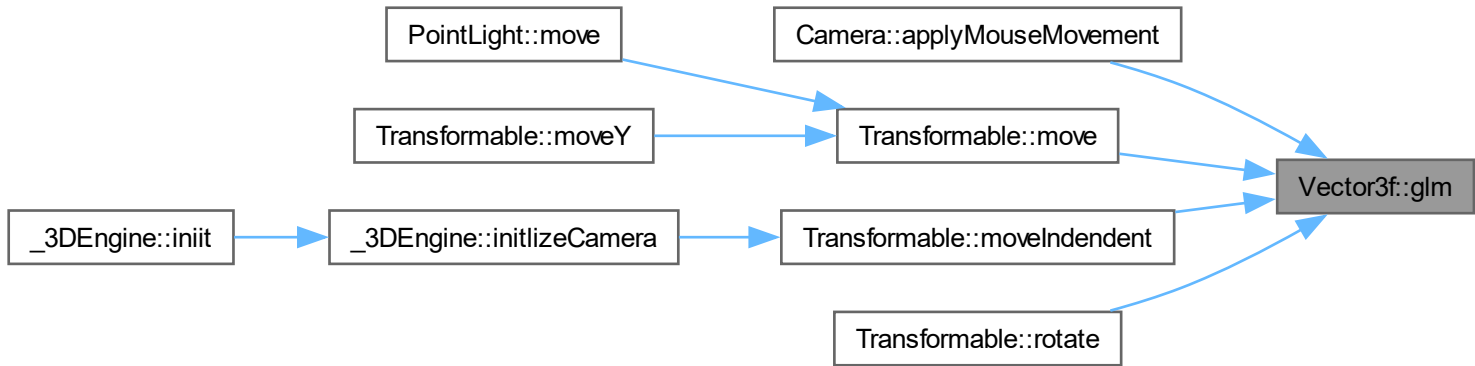 PointLight::move
Camera::applyMouseMovement
Transformable::moveY
Transformable::move
Vector3f::glm
_3DEngine::iniit
_3DEngine::initlizeCamera
Transformable::moveIndendent
Transformable::rotate